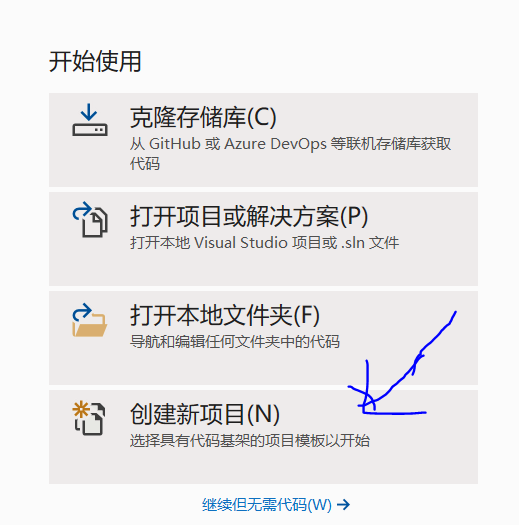 开始使用
克隆存储库(C)
从 GitHub 或 Azure DevOps 等联机存储库获取
代码
打开项目或解决方案(P)
打开本地 Visual Studio 项目或 .sln 文件
打开本地文件夹(F)
导航和编辑任何文件夹中的代码
创建新项目(N)
选择具有代码基架的项目模板以开始
继续但无需代码(W) →